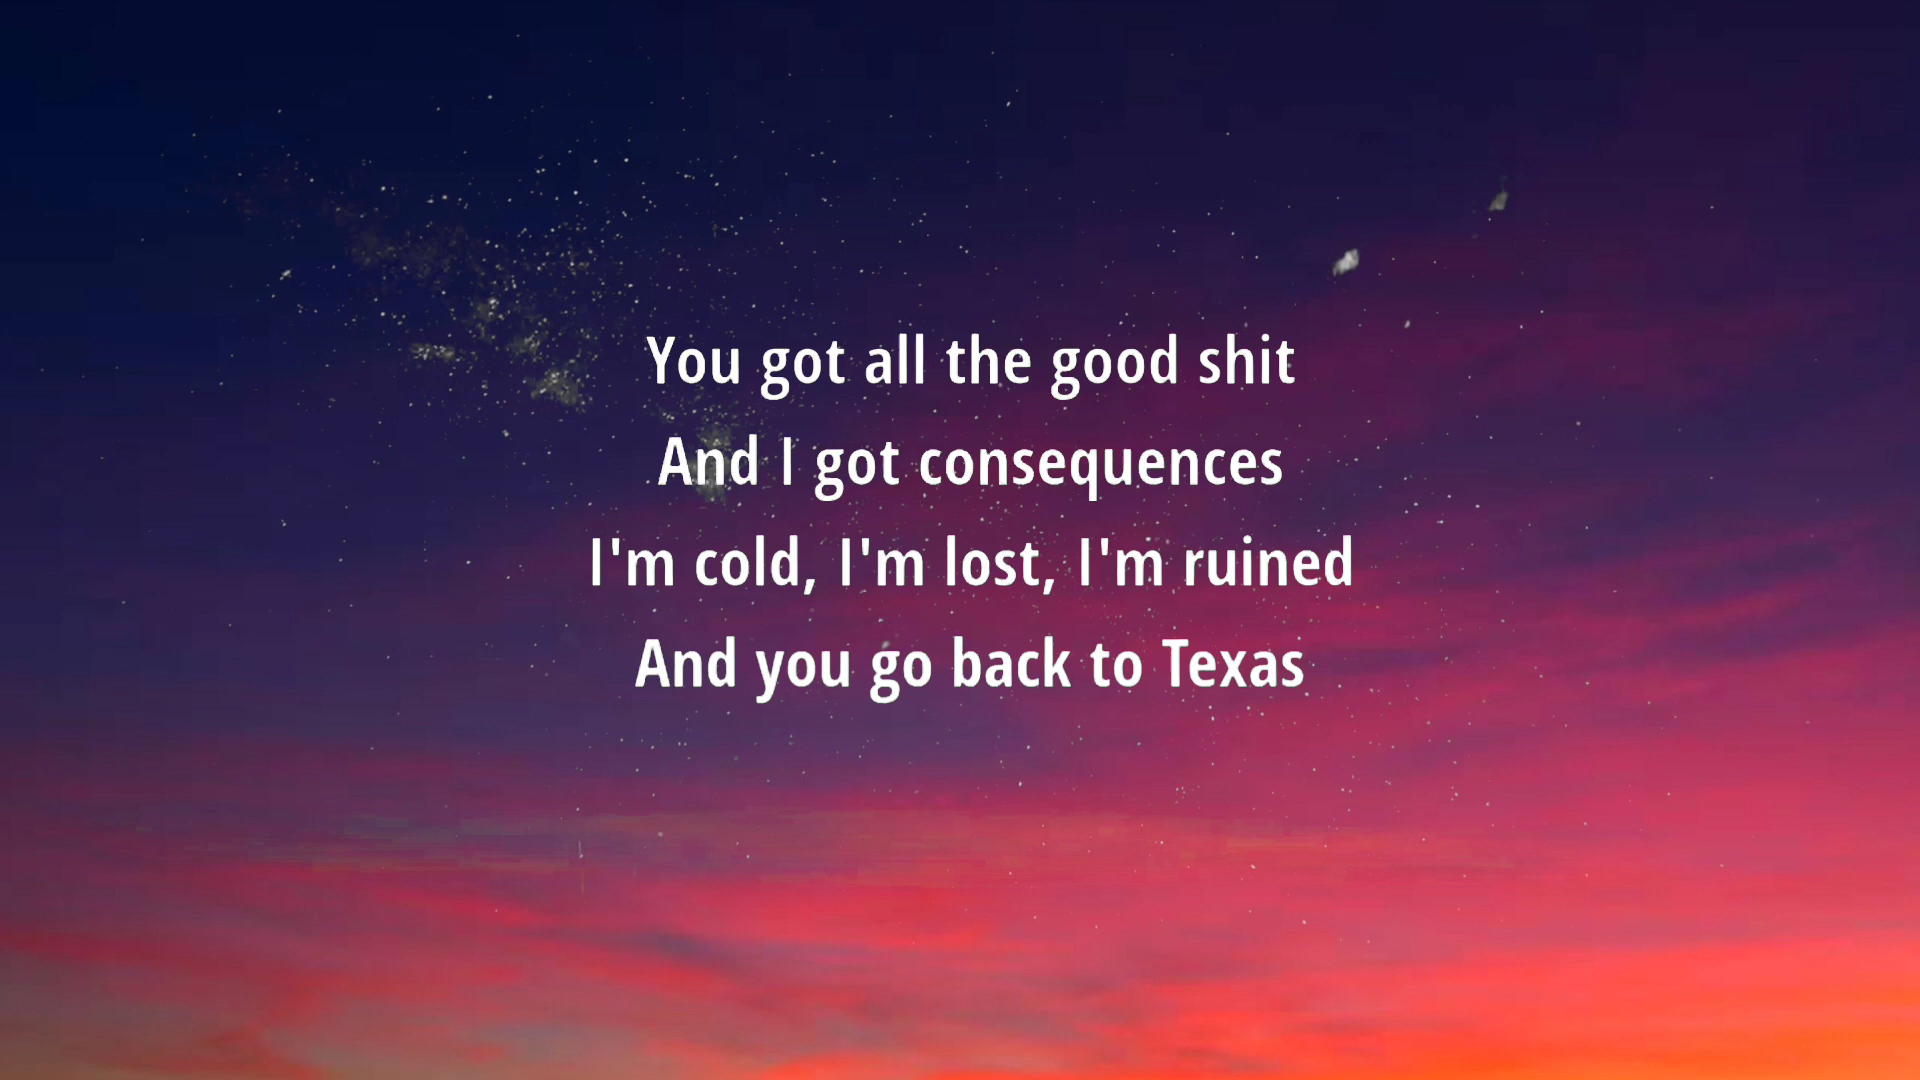 You got all the good shit
And I got consequences
I'm cold, I'm lost, I'm ruined
And you go back to Texas